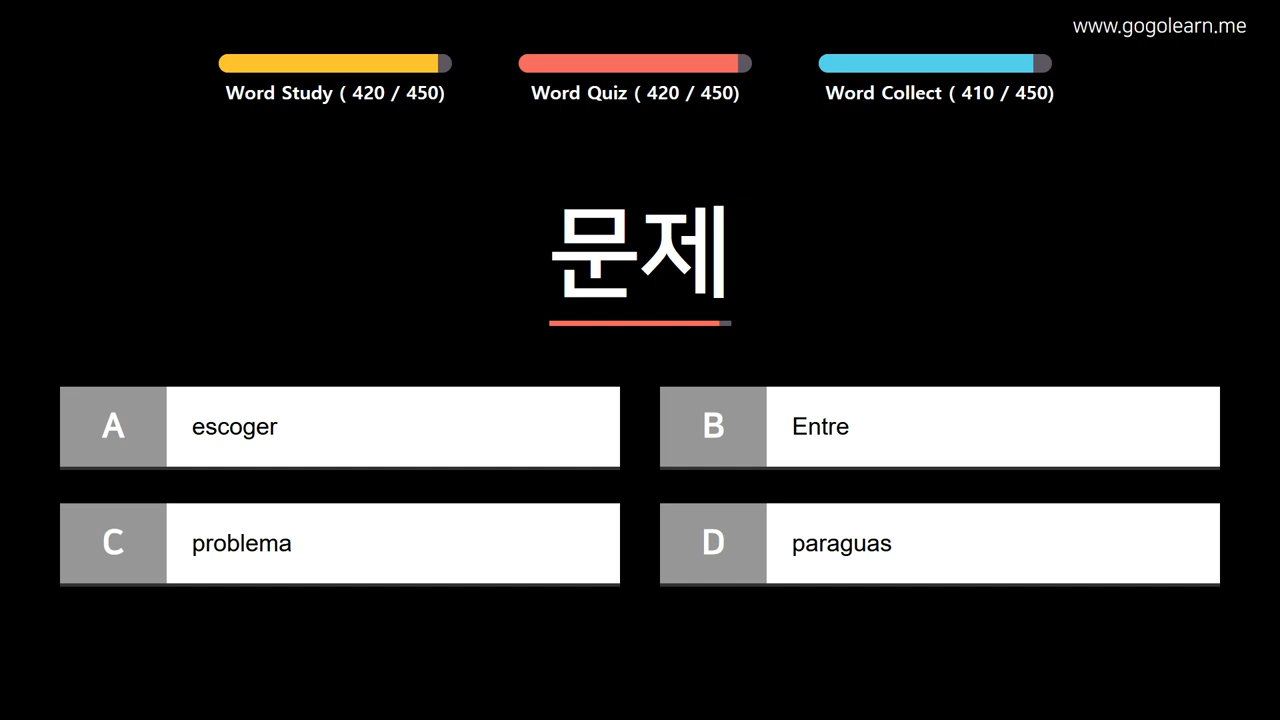 www.gogolearn.me
Word Study ( 420 / 450)
Word Quiz ( 420 / 450)
Word Collect ( 410 / 450)
문제
A escoger
B Entre
C problema
D paraguas